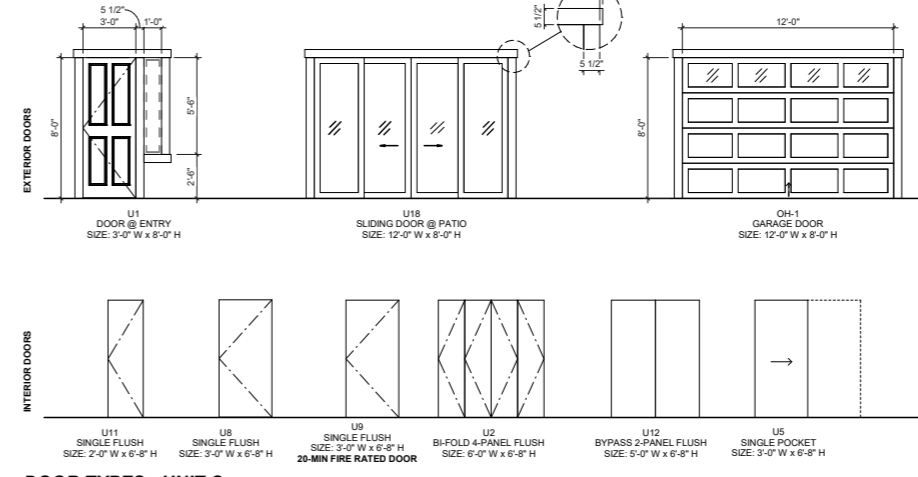 5 1/2"
3'-0" 1'-0"
5 1/2"
5 1/2"
12'-0"
EXTERIOR DOORS
8'-0"
5'-6"
2'-6"
8'-0"
U1
DOOR @ ENTRY
SIZE: 3'-0" W x 8'-0" H
U18
SLIDING DOOR @ PATIO
SIZE: 12'-0" W x 8'-0" H
OH-1
GARAGE DOOR
SIZE: 12'-0" W x 8'-0" H
INTERIOR DOORS
U11
SINGLE FLUSH
SIZE: 2'-0" W x 6'-8" H
U8
SINGLE FLUSH
SIZE: 3'-0" W x 6'-8" H
U9
SINGLE FLUSH
SIZE: 3'-0" W x 6'-8" H
20-MIN FIRE RATED DOOR
U2
BI-FOLD 4-PANEL FLUSH
SIZE: 6'-0" W x 6'-8" H
U12
BYPASS 2-PANEL FLUSH
SIZE: 5'-0" W x 6'-8" H
U5
SINGLE POCKET
SIZE: 3'-0" W x 6'-8" H
DOOR TYPES - UNIT